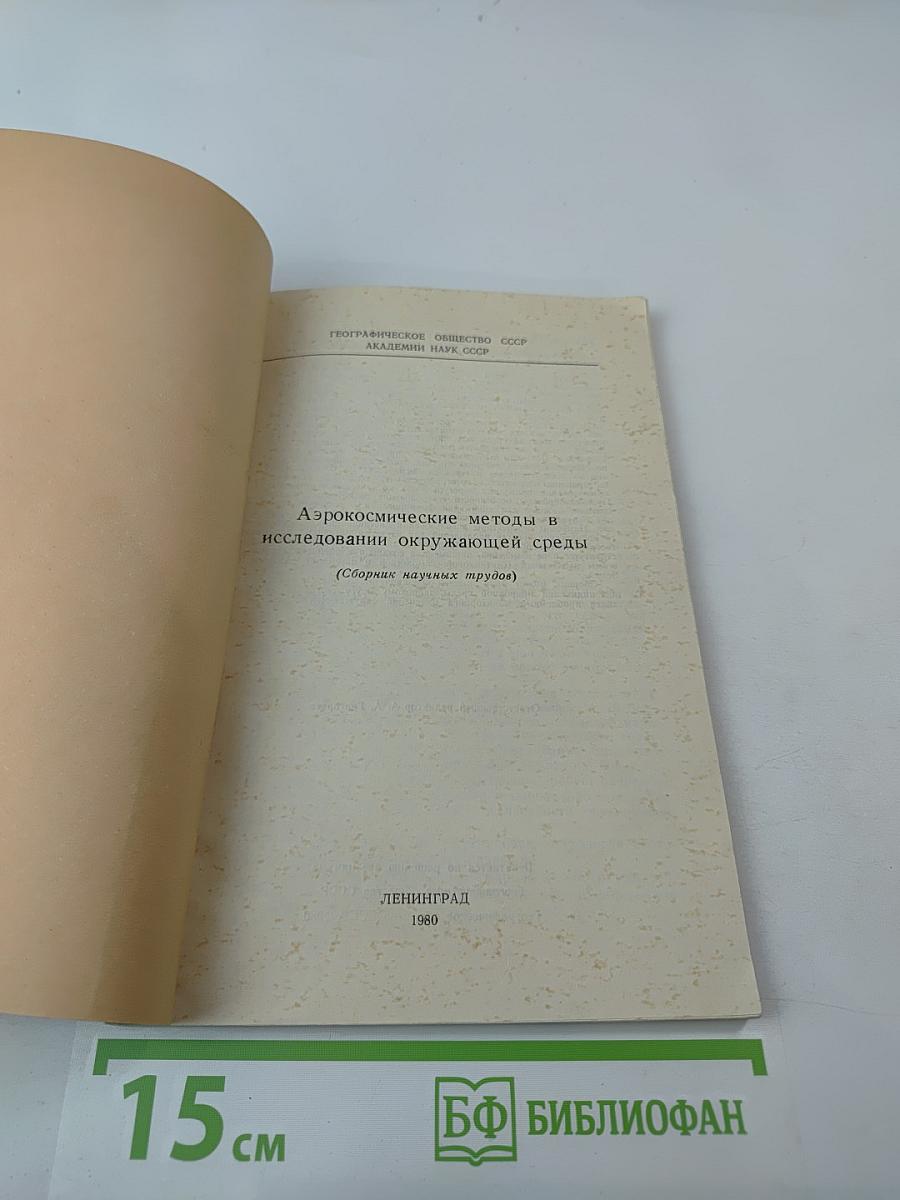 ГЕОГРАФИЧЕСКОЕ ОБЩЕСТВО СССР
АКАДЕМИИ НАУК СССР
Аэрокосмические методы в
исследовании окружающей среды
(Сборник научных трудов)
ЛЕНИНГРАД
1980
15 см
БФ БИБЛИОФАН